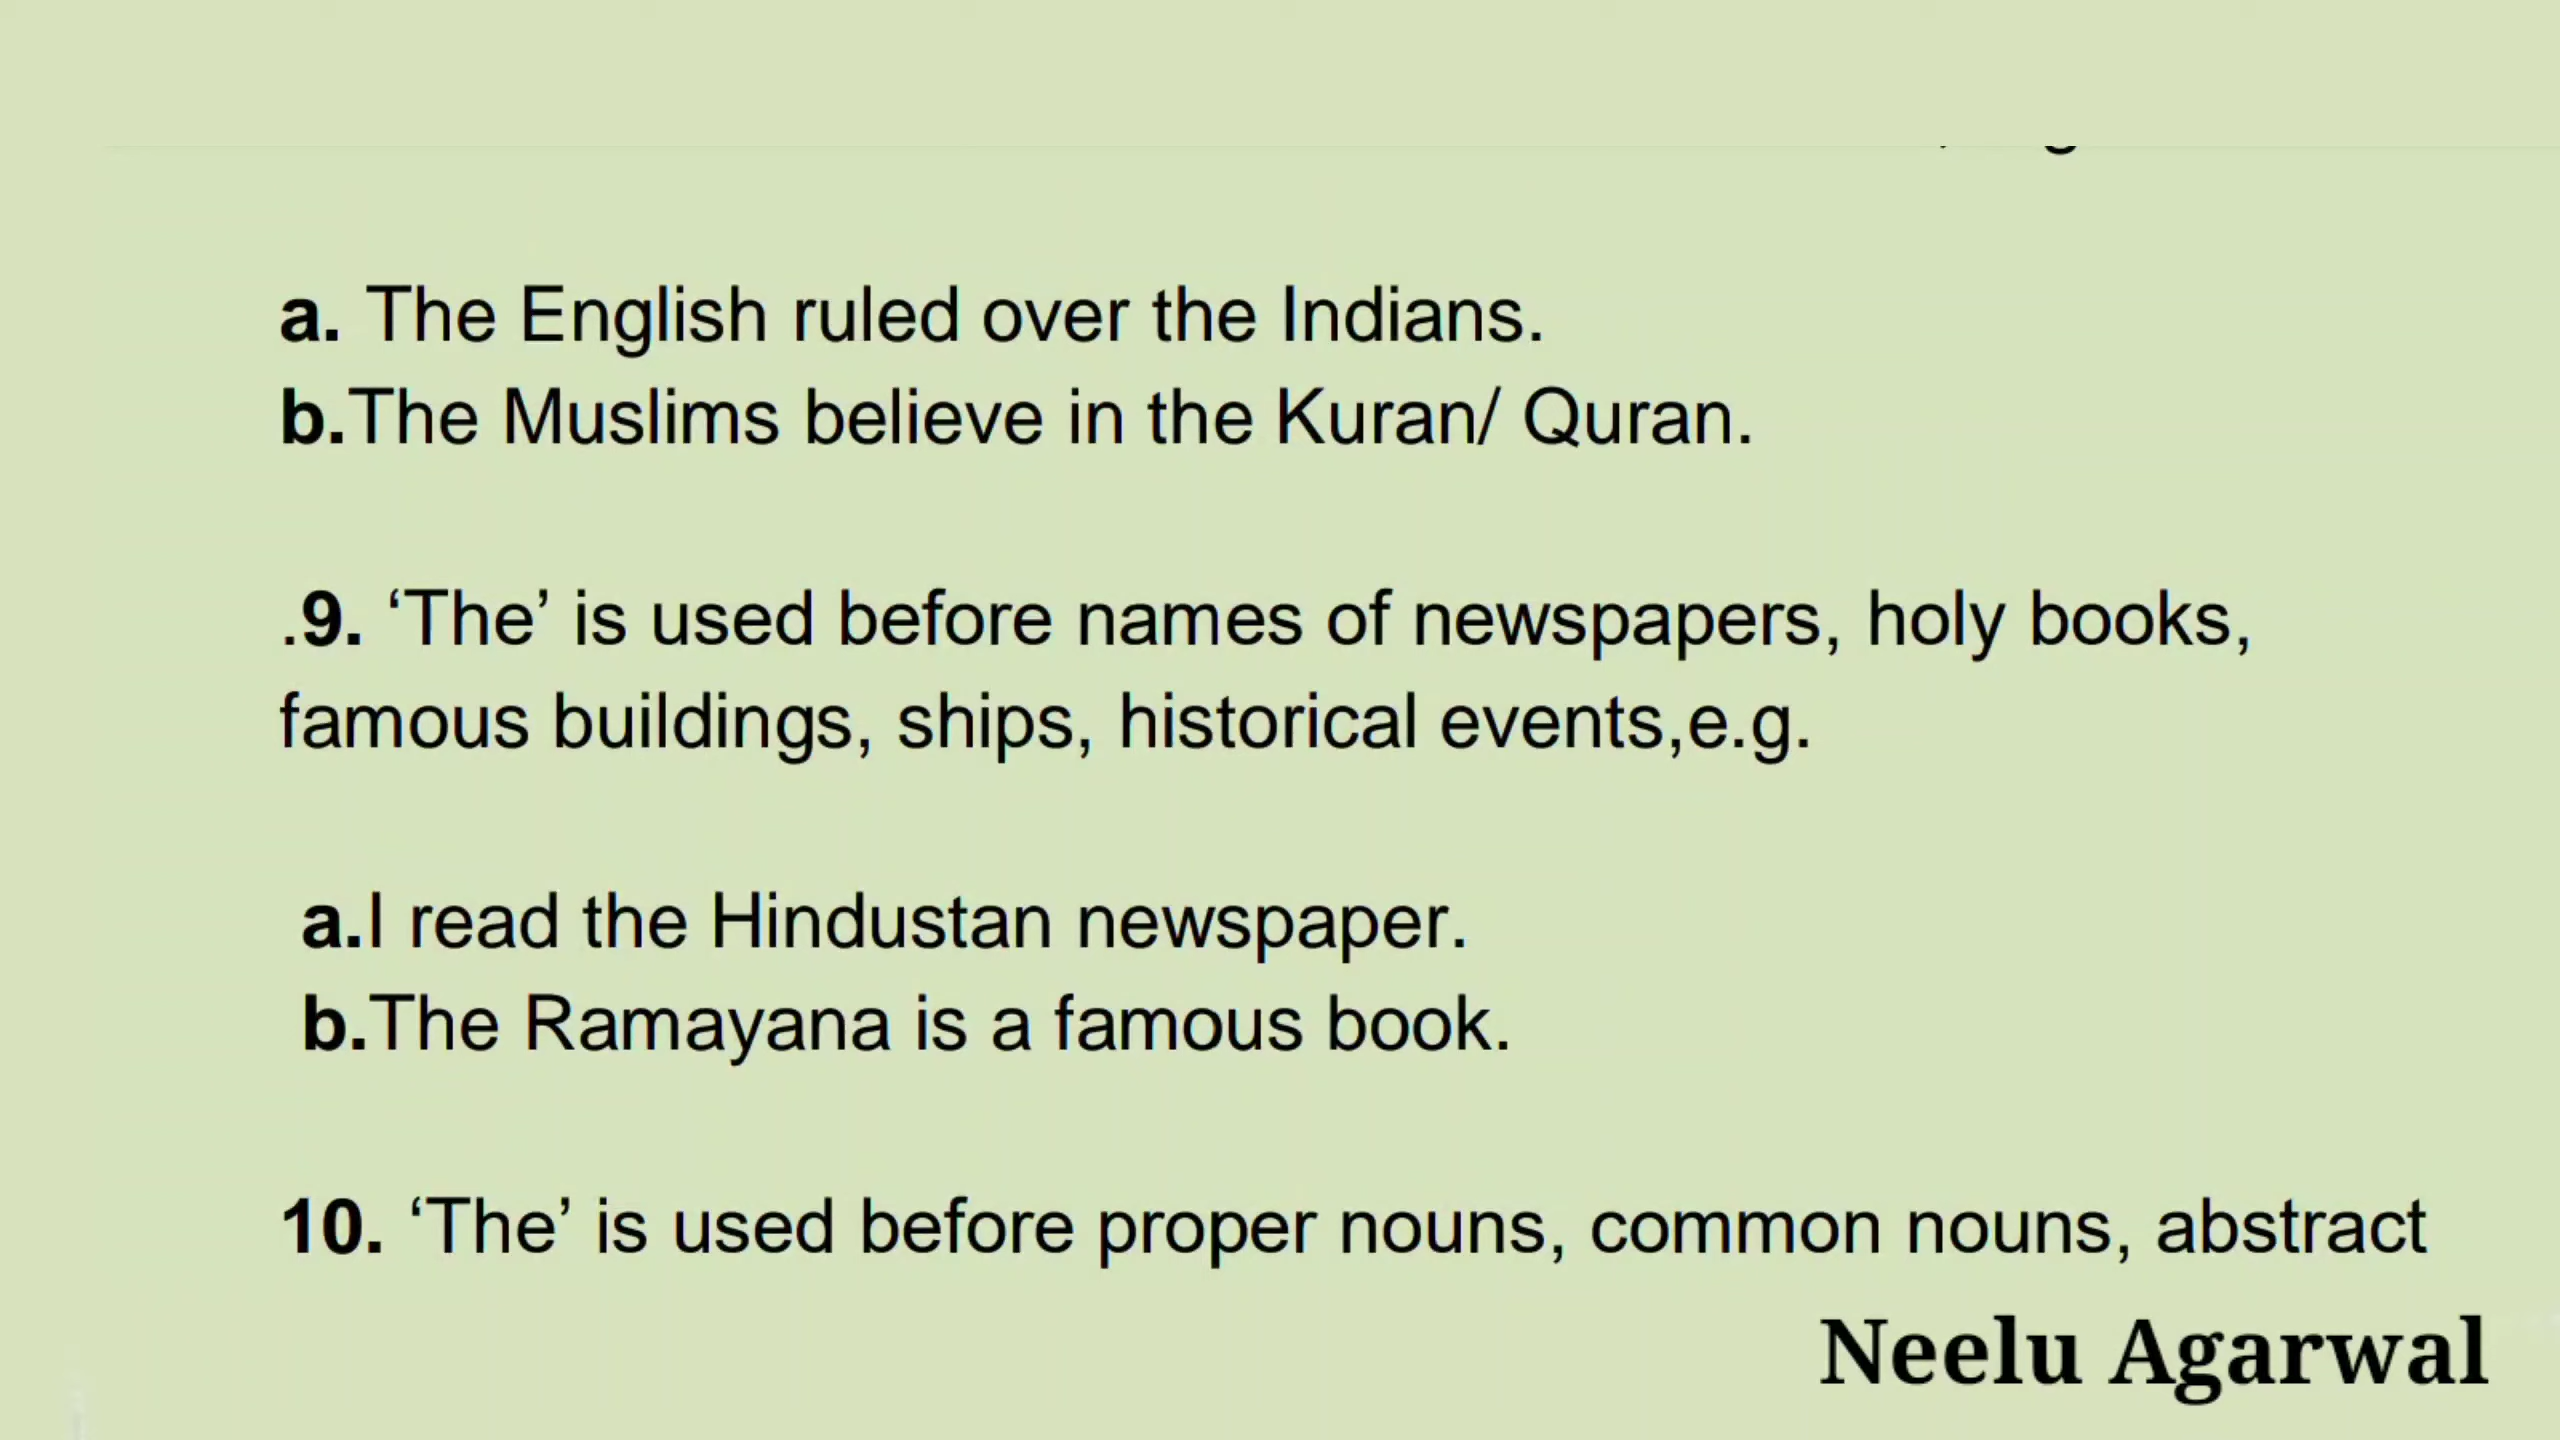 a. The English ruled over the Indians.
b.The Muslims believe in the Kuran/ Quran.
.9. ‘The’ is used before names of newspapers, holy books,
famous buildings, ships, historical events,e.g.
a.I read the Hindustan newspaper.
b.The Ramayana is a famous book.
10. ‘The’ is used before proper nouns, common nouns, abstract
Neelu Agarwal